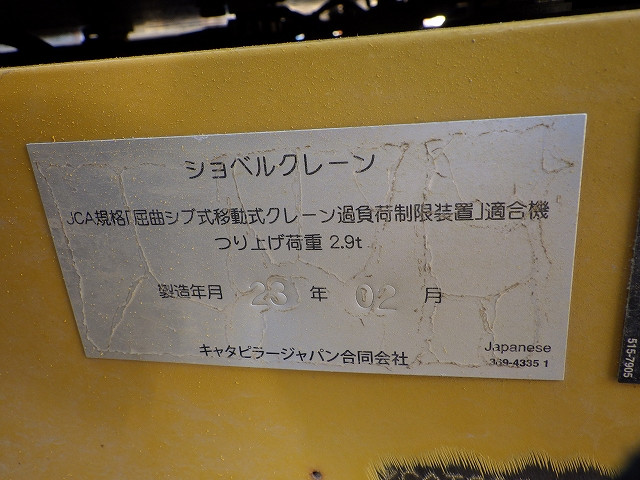 ショベルクレーン
JCA規格｢屈曲ジブ式移動式クレーン過負荷制限装置｣適合機
つり上げ荷重 2.9t
製造年月 23 年 02 月
キャタピラージャパン合同会社
Japanese
369-4335 1
515-7905